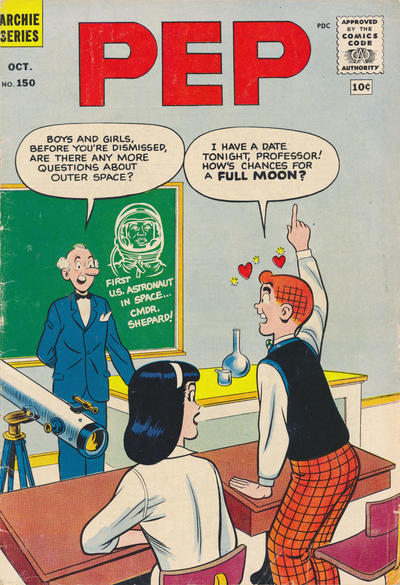 ARCHIE
SERIES
OCT.
NO. 150
PEP
PDC
APPROVED
BY THE
COMICS
CODE
AUTHORITY
10¢
BOYS AND GIRLS,
BEFORE YOU'RE DISMISSED,
ARE THERE ANY MORE
QUESTIONS ABOUT
OUTER SPACE?
I HAVE A DATE
TONIGHT, PROFESSOR!
HOW'S CHANCES FOR
A FULL MOON?
FIRST
U.S. ASTRONAUT
IN SPACE...
CMDR.
SHEPARD!